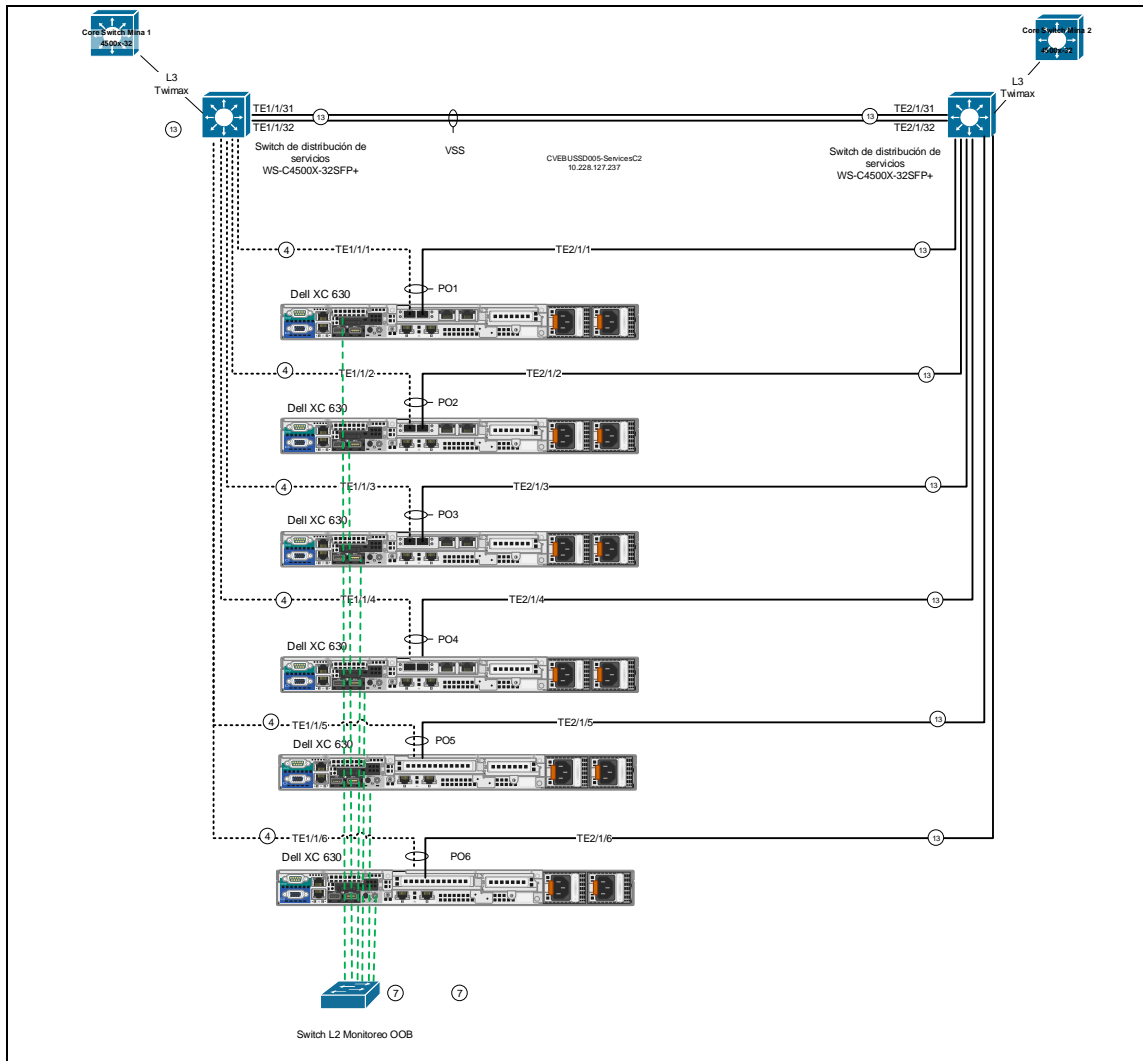 Core Switch Mina 1
4500x-32
Core Switch Mina 2
4500x-32
L3
Twimax
L3
Twimax
TE1/1/31
13
13
TE2/1/31
13
TE1/1/32
TE2/1/32
VSS
Switch de distribución de
servicios
WS-C4500X-32SFP+
CVEBUSSD005-ServicesC2
10.228.127.237
Switch de distribución de
servicios
WS-C4500X-32SFP+
4
TE1/1/1
TE2/1/1
13
PO1
Dell XC 630
4
TE1/1/2
TE2/1/2
13
PO2
Dell XC 630
4
TE1/1/3
TE2/1/3
13
PO3
Dell XC 630
4
TE1/1/4
TE2/1/4
13
PO4
Dell XC 630
4
TE1/1/5
TE2/1/5
13
PO5
Dell XC 630
4
TE1/1/6
TE2/1/6
13
PO6
Dell XC 630
7
7
Switch L2 Monitoreo OOB